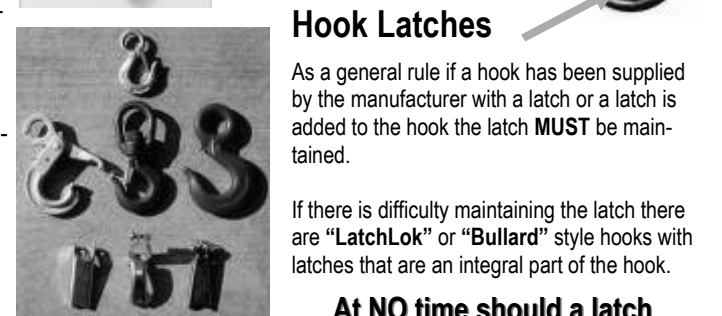 Hook Latches
As a general rule if a hook has been supplied
by the manufacturer with a latch or a latch is
added to the hook the latch MUST be main-
tained.
If there is difficulty maintaining the latch there
are “LatchLok” or “Bullard” style hooks with
latches that are an integral part of the hook.
At NO time should a latch